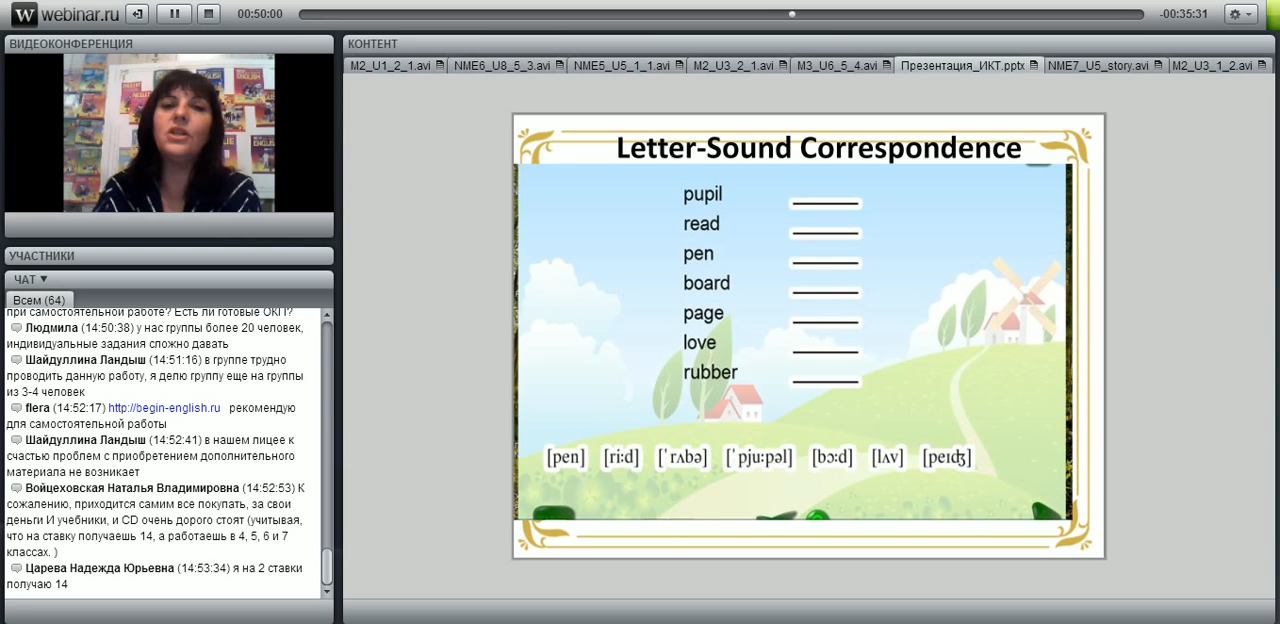 webinar.ru
00:50:00
-00:35:31
ВИДЕОКОНФЕРЕНЦИЯ
УЧАСТНИКИ
ЧАТ
Всем (64)
при самостоятельной работе? Есть ли готовые ОКП?
Людмила (14:50:38) у нас группы более 20 человек,
индивидуальные задания сложно давать
Шайдуллина Ландыш (14:51:16) в группе трудно
проводить данную работу, я делю группу еще на группы
из 3-4 человек
flera (14:52:17) http://begin-english.ru рекомендую
для самостоятельной работы
Шайдуллина Ландыш (14:52:41) в нашем лицее к
счастью проблем с приобретением дополнительного
материала не возникает
Войцеховская Наталья Владимировна (14:52:53) К
сожалению, приходится самим все покупать, за свои
деньги И учебники, и CD очень дорого стоят (учитывая,
что на ставку получаешь 14, а работаешь в 4, 5, 6 и 7
классах. )
Царева Надежда Юрьевна (14:53:34) я на 2 ставки
получаю 14
КОНТЕНТ
M2_U1_2_1.avi NME6_U8_5_3.avi NME5_U5_1_1.avi M2_U3_2_1.avi M3_U6_5_4.avi Презентация_ИКТ.pptx NME7_U5_story.avi M2_U3_1_2.avi
Letter-Sound Correspondence
pupil
read
pen
board
page
love
rubber
[pen] [ri:d] [ˈrʌbə] [ˈpju:pəl] [bɔ:d] [lʌv] [peɪʤ]